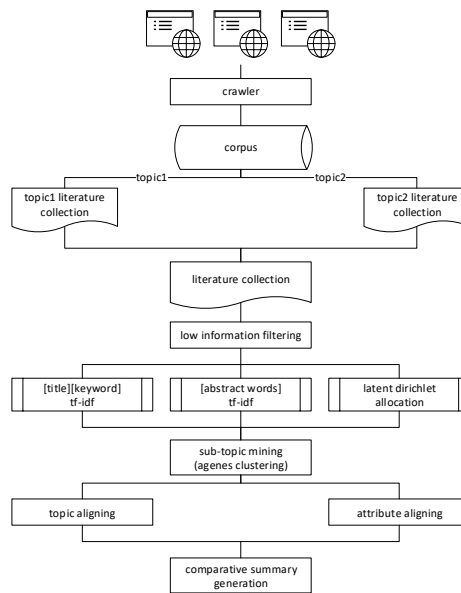 crawler
corpus
topic1
topic2
topic1 literature
collection
topic2 literature
collection
literature collection
low information filtering
[title][keyword]
tf-idf
[abstract words]
tf-idf
latent dirichlet
allocation
sub-topic mining
(agenes clustering)
topic aligning
attribute aligning
comparative summary
generation